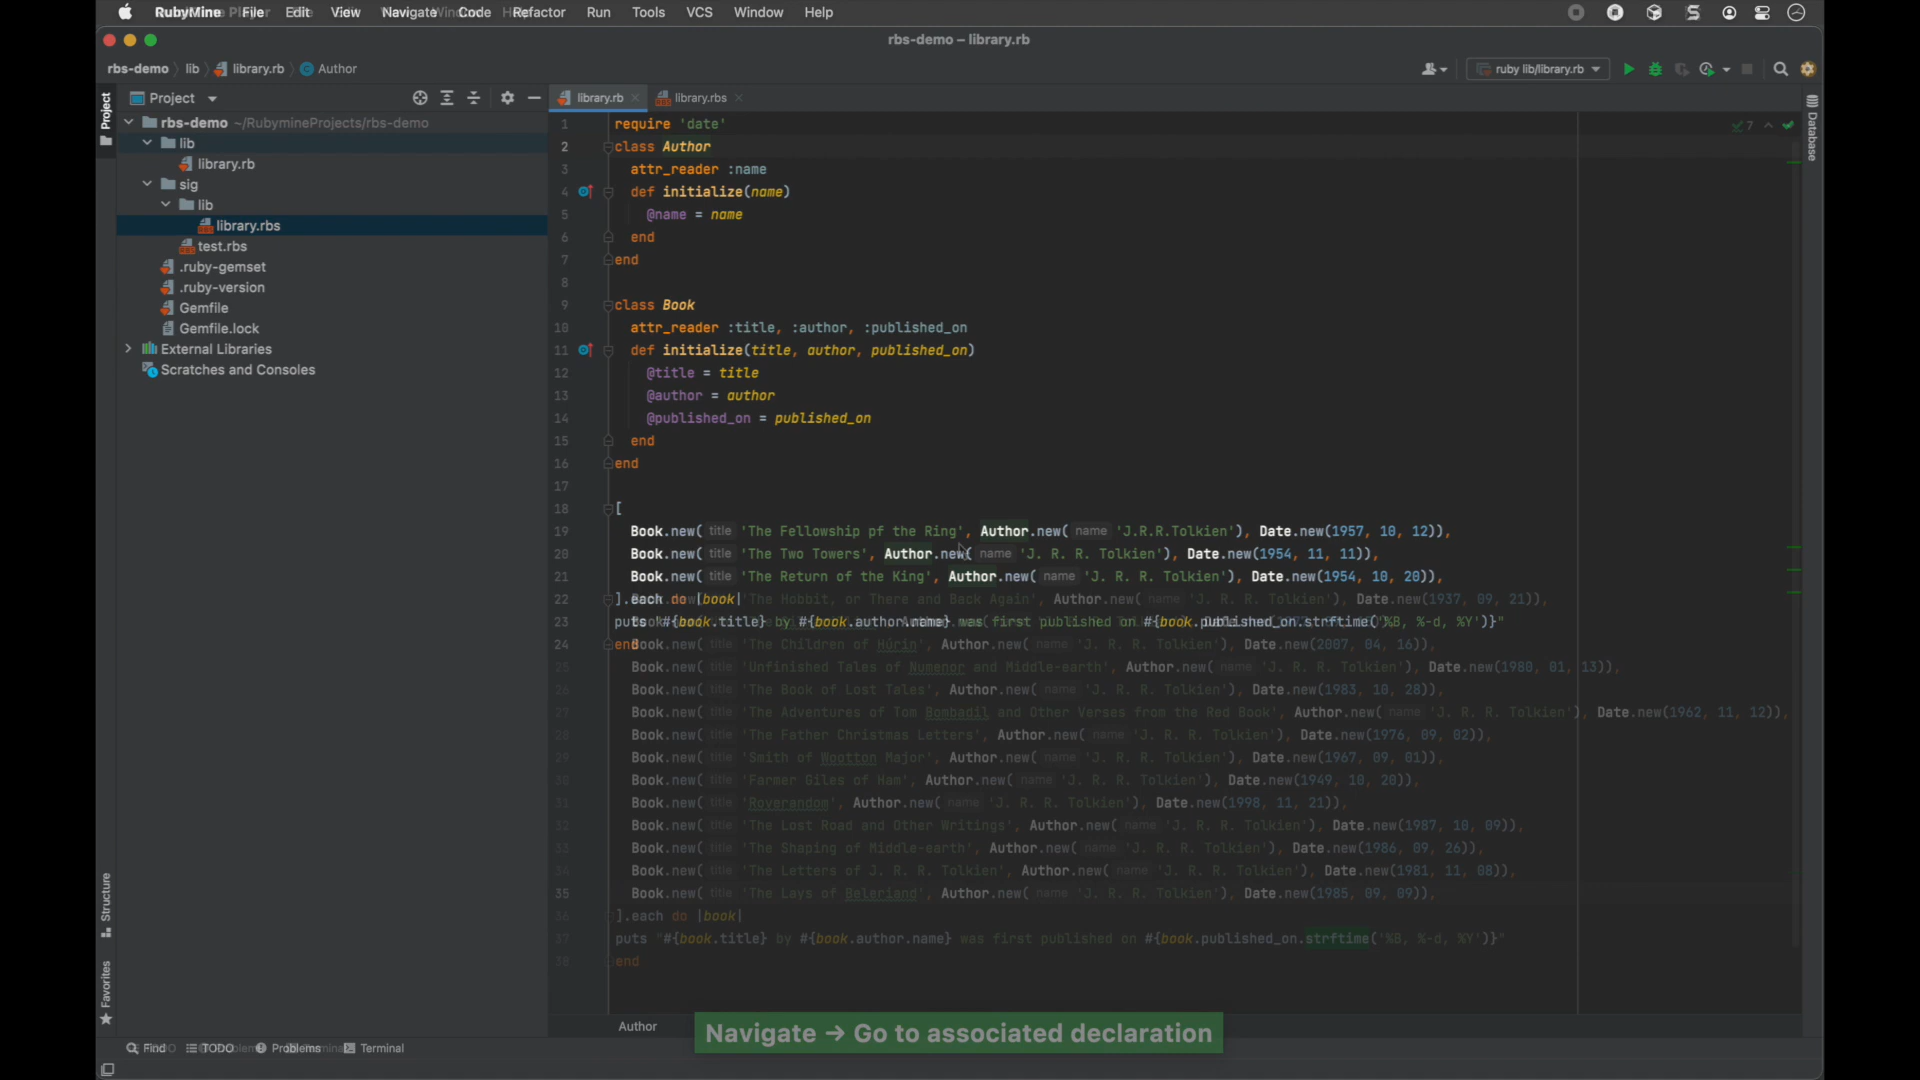 RubyMine File Edit View Navigate Code Refactor Run Tools VCS Window Help
rbs-demo – library.rb
rbs-demo lib library.rb Author
ruby lib/library.rb
Project
Project
library.rb
library.rbs
rbs-demo ~/RubymineProjects/rbs-demo
lib
library.rb
sig
lib
library.rbs
test.rbs
.ruby-gemset
.ruby-version
Gemfile
Gemfile.lock
External Libraries
Scratches and Consoles
Structure
Favorites
Database
7
1 require 'date'
2 class Author
3 attr_reader :name
4 def initialize(name)
5 @name = name
6 end
7 end
8
9 class Book
10 attr_reader :title, :author, :published_on
11 def initialize(title, author, published_on)
12 @title = title
13 @author = author
14 @published_on = published_on
15 end
16 end
17
18 [
19 Book.new( title 'The Fellowship pf the Ring', Author.new( name 'J.R.R.Tolkien'), Date.new(1957, 10, 12)),
20 Book.new( title 'The Two Towers', Author.new( name 'J. R. R. Tolkien'), Date.new(1954, 11, 11)),
21 Book.new( title 'The Return of the King', Author.new( name 'J. R. R. Tolkien'), Date.new(1954, 10, 20)),
22 ].each do |book|
'The Hobbit, or There and Back Again', Author.new( name 'J. R. R. Tolkien'), Date.new(1937, 09, 21)),
23 puts "#{book.title} by #{book.author.name} was first published on #{book.published_on.strftime('%B, %-d, %Y')}"
24 end
Book.new( title 'The Children of Húrin', Author.new( name 'J. R. R. Tolkien'), Date.new(2007, 04, 16)),
25 Book.new( title 'Unfinished Tales of Numenor and Middle-earth', Author.new( name 'J. R. R. Tolkien'), Date.new(1980, 01, 13)),
26 Book.new( title 'The Book of Lost Tales', Author.new( name 'J. R. R. Tolkien'), Date.new(1983, 10, 28)),
27 Book.new( title 'The Adventures of Tom Bombadil and Other Verses from the Red Book', Author.new( name 'J. R. R. Tolkien'), Date.new(1962, 11, 12)),
28 Book.new( title 'The Father Christmas Letters', Author.new( name 'J. R. R. Tolkien'), Date.new(1976, 09, 02)),
29 Book.new( title 'Smith of Wootton Major', Author.new( name 'J. R. R. Tolkien'), Date.new(1967, 09, 01)),
30 Book.new( title 'Farmer Giles of Ham', Author.new( name 'J. R. R. Tolkien'), Date.new(1949, 10, 20)),
31 Book.new( title 'Roverandom', Author.new( name 'J. R. R. Tolkien'), Date.new(1998, 11, 21)),
32 Book.new( title 'The Lost Road and Other Writings', Author.new( name 'J. R. R. Tolkien'), Date.new(1987, 10, 09)),
33 Book.new( title 'The Shaping of Middle-earth', Author.new( name 'J. R. R. Tolkien'), Date.new(1986, 09, 26)),
34 Book.new( title 'The Letters of J. R. R. Tolkien', Author.new( name 'J. R. R. Tolkien'), Date.new(1981, 11, 08)),
35 Book.new( title 'The Lays of Beleriand', Author.new( name 'J. R. R. Tolkien'), Date.new(1985, 09, 09)),
36 ].each do |book|
37 puts "#{book.title} by #{book.author.name} was first published on #{book.published_on.strftime('%B, %-d, %Y')}"
38 end
Author
Navigate → Go to associated declaration
Find TODO Problems Terminal